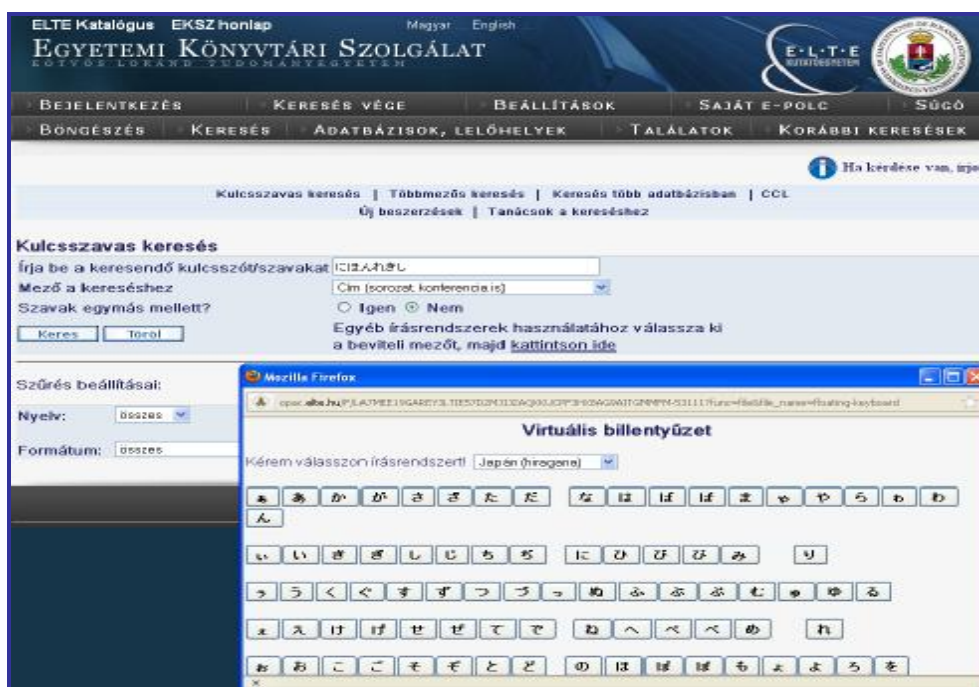 ELTE Katalógus EKSZ honlap Magyar English
EGYETEMI KÖNYVTÁRI SZOLGÁLAT
EÖTVÖS LORÁND TUDOMÁNYEGYETEM
E·L·T·E
BEJELENTKEZÉS KERESÉS VÉGE BEÁLLÍTÁSOK SAJÁT E-POLC SÚGÓ
BÖNGÉSZÉS KERESÉS ADATBÁZISOK, LELŐHELYEK TALÁLATOK KORÁBBI KERESÉSEK
Ha kérdése van, írjo
Kulcsszavas keresés | Többmezős keresés | Keresés több adatbázisban | CCL
Új beszerzések | Tanácsok a kereséshez
Kulcsszavas keresés
Írja be a keresendő kulcsszót/szavakat にほんれきし
Mező a kereséshez Cím (sorozat, konferencia is)
Szavak egymás mellett? Igen Nem
Keres Töröl
Egyéb írásrendszerek használatához válassza ki
a beviteli mezőt, majd kattintson ide
Szűrés beállításai:
Nyelv: összes
Formátum: összes
Mozilla Firefox
Virtuális billentyűzet
Kérem válasszon írásrendszert! Japán (hiragana)
ぁ あ か が さ ざ た だ な は ば ぱ ま ゃ や ら ゎ わ
ん
ぃ い き ぎ し じ ち ぢ に ひ び ぴ み り
ぅ う く ぐ す ず つ づ っ ぬ ふ ぶ ぷ む ゅ ゆ る
ぇ え け げ せ ぜ て で ね へ べ ぺ め れ
ぉ お こ ご そ ぞ と ど の ほ ぼ ぽ も ょ よ ろ を